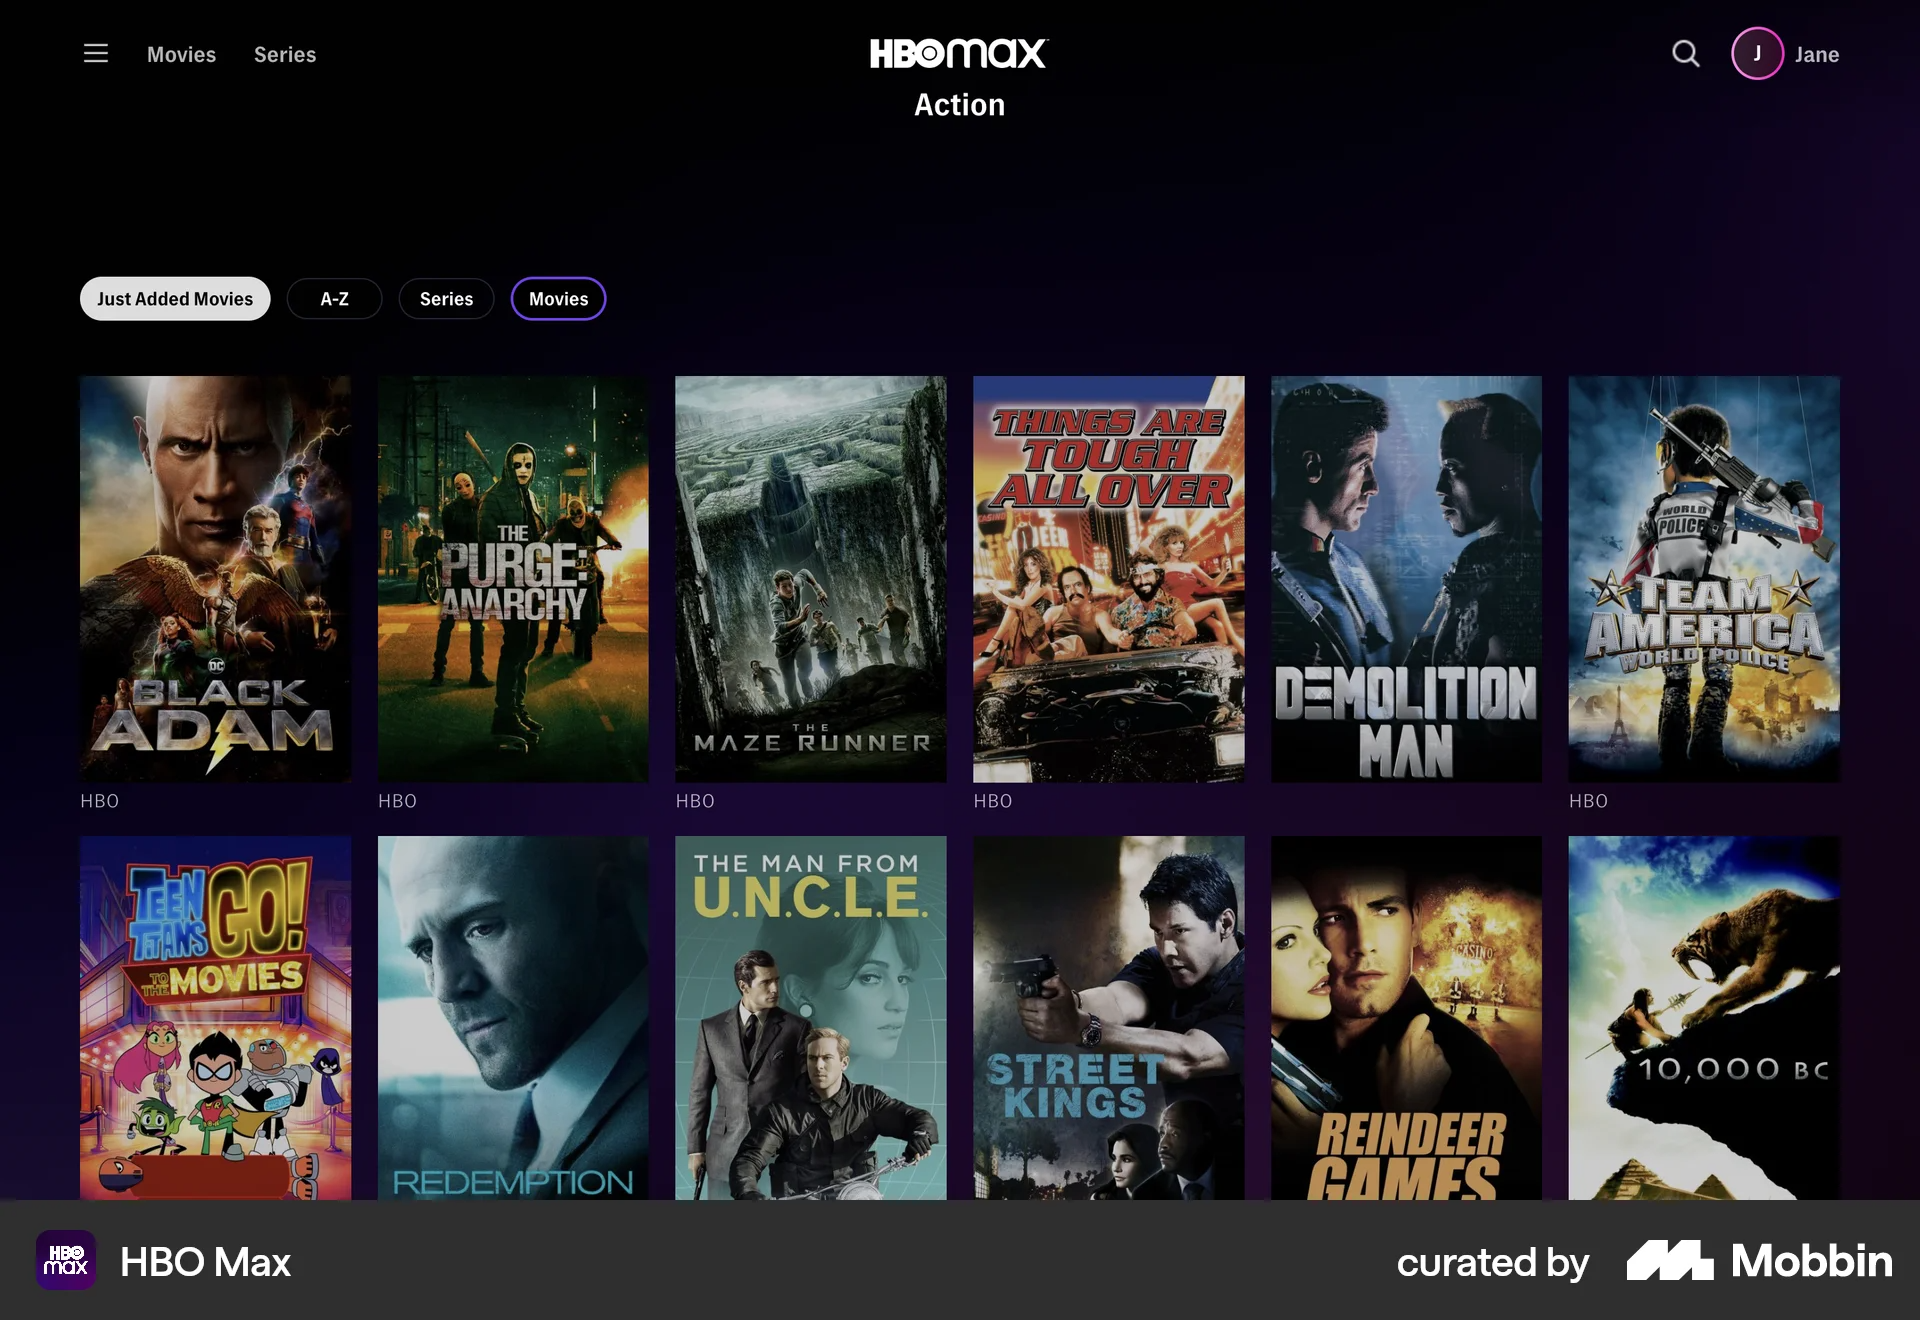 Movies
Series
HBOMAX
J
Jane
Action
Just Added Movies
A-Z
Series
Movies
DC
BLACK
ADAM
THE
PURGE:
ANARCHY
THE
MAZE RUNNER
THINGS ARE
TOUGH
ALL OVER
DEMOLITION
MAN
WORLD
POLICE
TEAM
AMERICA
WORLD POLICE
HBO
HBO
HBO
HBO
HBO
TEEN
TITANS
GO!
TO
THE
MOVIES
REDEMPTION
THE MAN FROM
U.N.C.L.E.
STREET
KINGS
CASINO
REINDEER
GAMES
10,000 BC
HBO
max
HBO Max
curated by
Mobbin